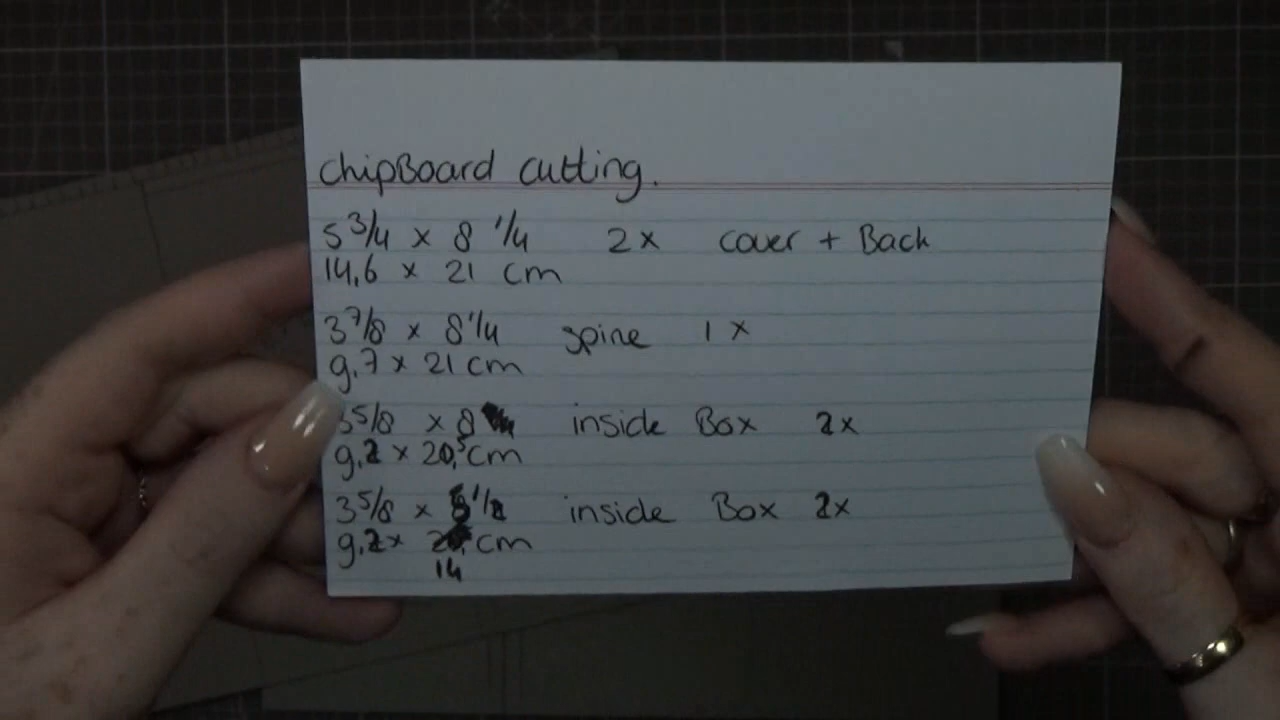 chipBoard cutting.
5 3/4 x 8 1/4 2x cover + Back
14,6 x 21 cm
3 7/8 x 8 1/4 spine 1 x
9,7 x 21 cm
5/8 x 8 inside Box 2x
9,2 x 20,5 cm
3 5/8 x 1/2 inside Box 2x
9,2 x cm
14